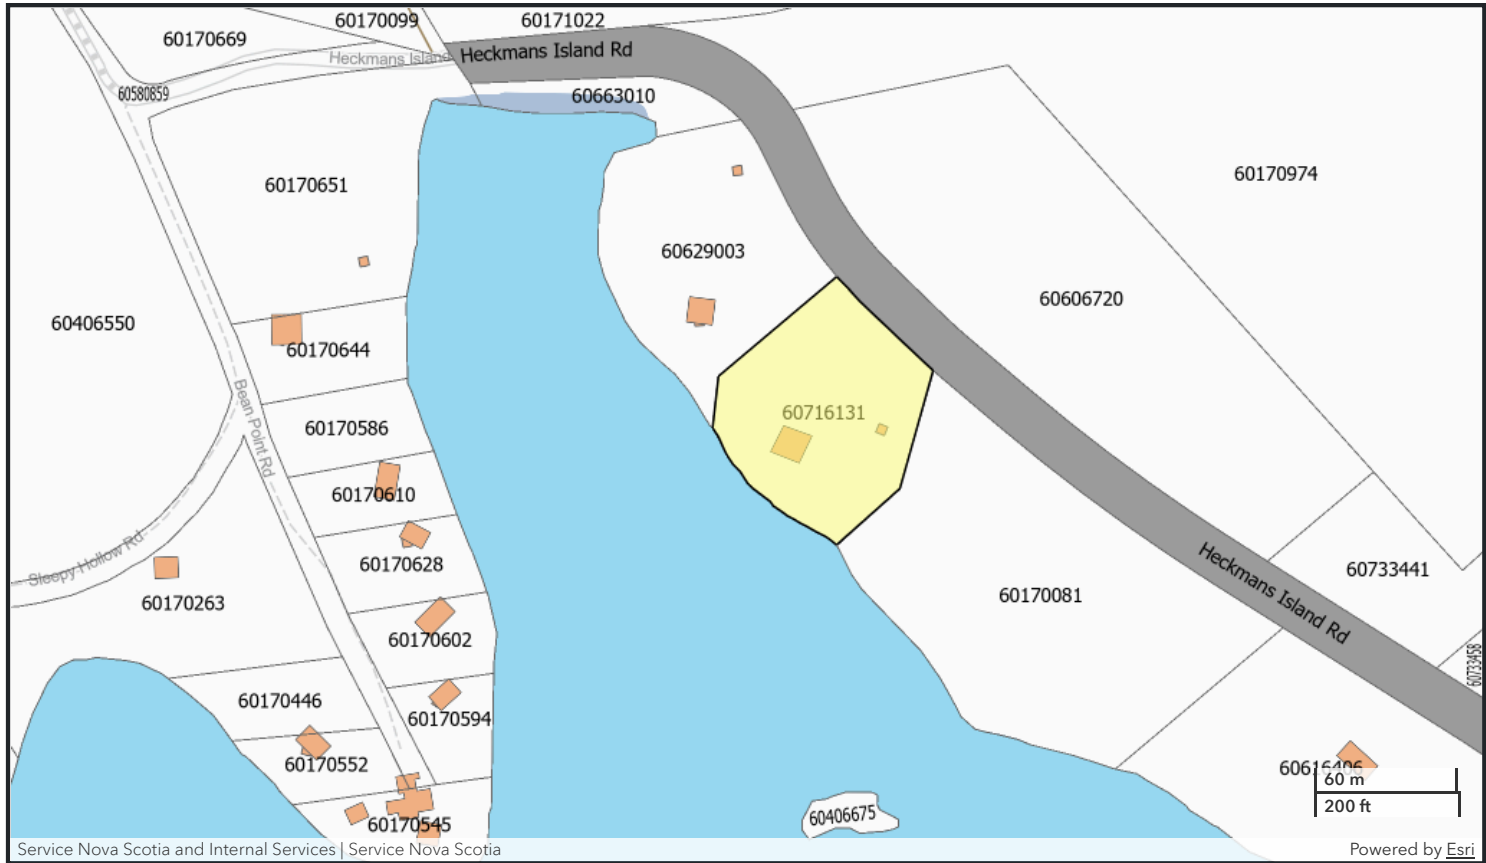 60170099
60171022
60170669
Heckmans Island
Heckmans Island Rd
60580859
60663010
60170974
60170651
60629003
60606720
60406550
60170644
Bean Point Rd
60716131
60170586
60170610
Sleepy Hollow Rd
60170628
60733441
Heckmans Island Rd
60170263
60170081
60170602
60733458
60170446
60170594
60170552
60616406
60 m
200 ft
60406675
60170545
Service Nova Scotia and Internal Services | Service Nova Scotia
Powered by Esri